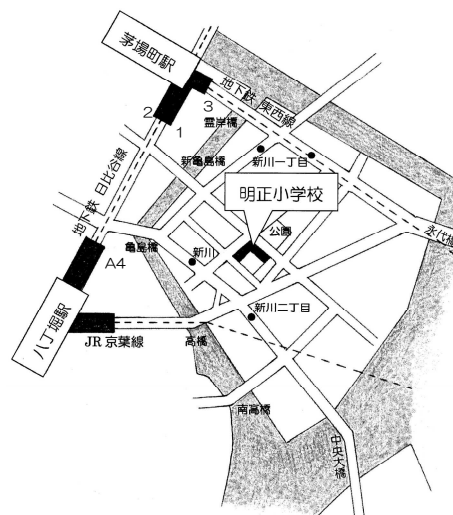 茅場町駅
地下鉄 東西線
3
2
1
霊岸橋
新川一丁目
新亀島橋
地下鉄 日比谷線
明正小学校
公園
永代橋
亀島橋
新川
A4
八丁堀駅
新川二丁目
JR 京葉線
高橋
南高橋
中央大橋